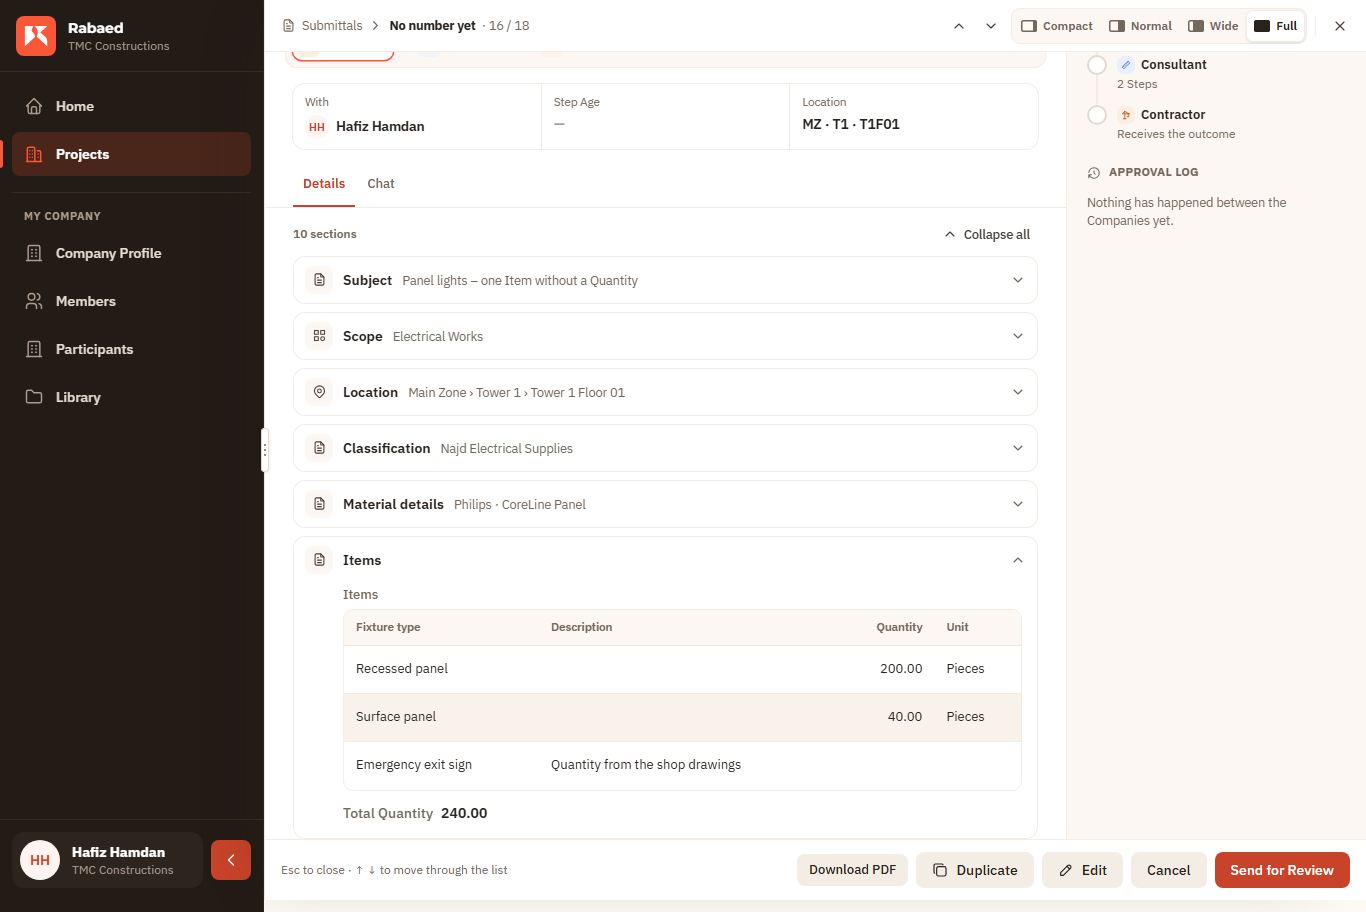 Rabaed
TMC Constructions
Home
Projects
MY COMPANY
Company Profile
Members
Participants
Library
HH
Hafiz Hamdan
TMC Constructions
Submittals
No number yet · 16 / 18
Compact
Normal
Wide
Full
With
HH Hafiz Hamdan
Step Age
—
Location
MZ · T1 · T1F01
Details
Chat
10 sections
Collapse all
Subject Panel lights – one Item without a Quantity
Scope Electrical Works
Location Main Zone › Tower 1 › Tower 1 Floor 01
Classification Najd Electrical Supplies
Material details Philips · CoreLine Panel
Items
Items
Fixture type Description Quantity Unit
Recessed panel 200.00 Pieces
Surface panel 40.00 Pieces
Emergency exit sign Quantity from the shop drawings
Total Quantity 240.00
Consultant
2 Steps
Contractor
Receives the outcome
APPROVAL LOG
Nothing has happened between the
Companies yet.
Esc to close · ↑ ↓ to move through the list
Download PDF
Duplicate
Edit
Cancel
Send for Review